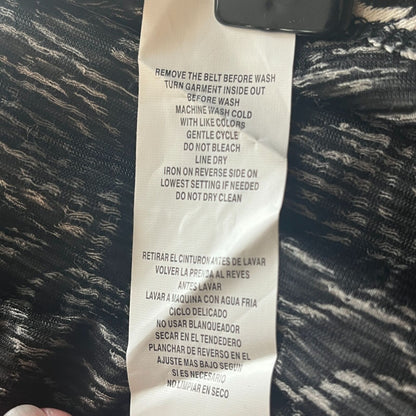 REMOVE THE BELT BEFORE WASH
TURN GARMENT INSIDE OUT
BEFORE WASH
MACHINE WASH COLD
WITH LIKE COLORS
GENTLE CYCLE
DO NOT BLEACH
LINE DRY
IRON ON REVERSE SIDE ON
LOWEST SETTING IF NEEDED
DO NOT DRY CLEAN
RETIRAR EL CINTURON ANTES DE LAVAR
VOLVER LA PRENDA AL REVES
ANTES LAVAR
LAVAR A MAQUINA CON AGUA FRIA
CICLO DELICADO
NO USAR BLANQUEADOR
SECAR EN EL TENDEDERO
PLANCHAR DE REVERSO EN EL
AJUSTE MAS BAJO SEGUN
SI ES NECESARIO
NO LIMPIAR EN SECO